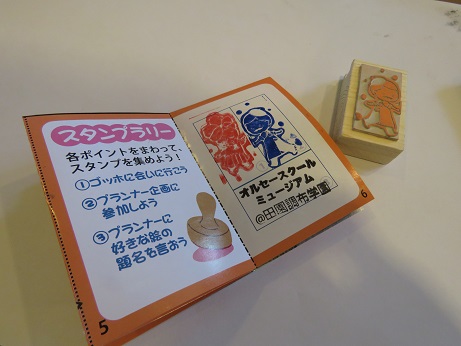 スタンプラリー
各ポイントをまわって、
スタンプを集めよう！
①ゴッホに会いに行こう
②プランナー企画に
参加しよう
③プランナーに
好きな絵の
題名を言おう
5
オルセースクール
ミュージアム
@田園調布学園
6